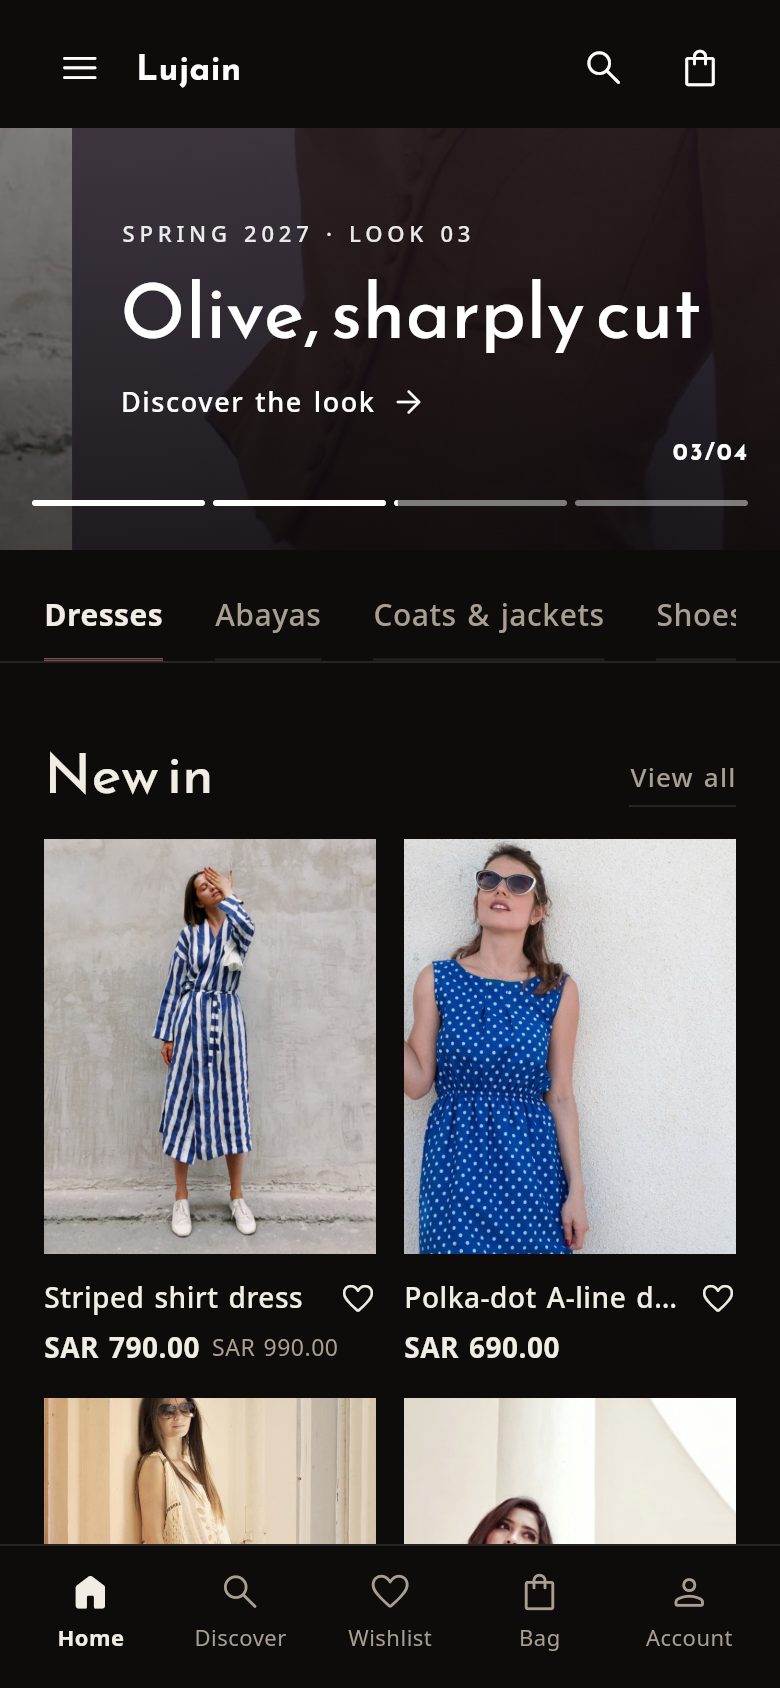 Lujain
SPRING 2027 · LOOK 03
Olive, sharply cut
Discover the look
03/04
Dresses Abayas Coats & jackets Shoes
New in
View all
Striped shirt dress
SAR 790.00 SAR 990.00
Polka-dot A-line d...
SAR 690.00
Home Discover Wishlist Bag Account